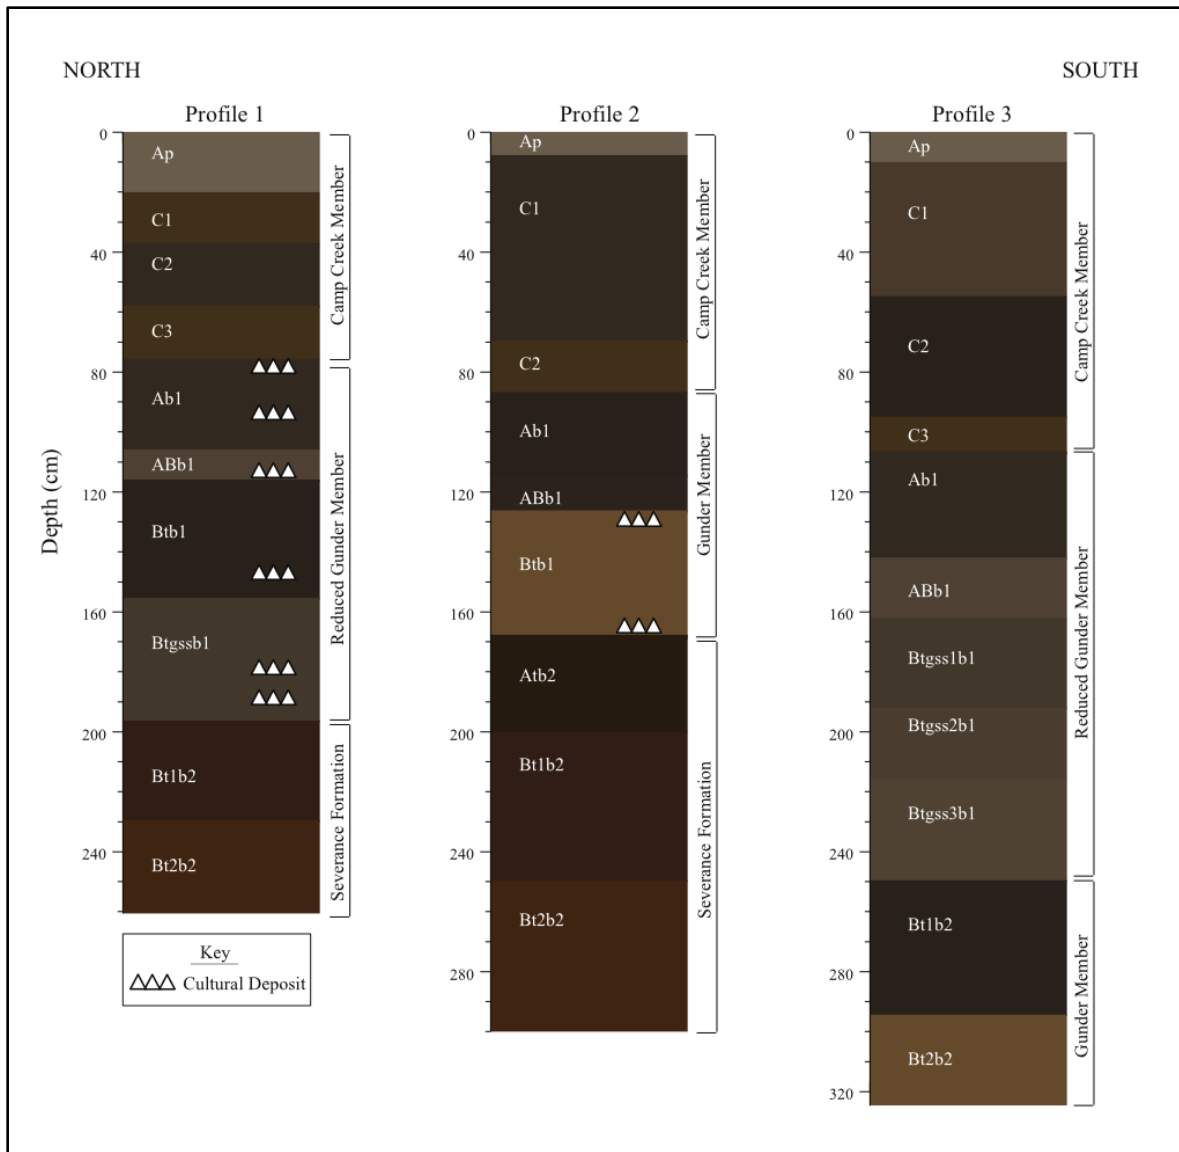 NORTH
SOUTH
Profile 1
Profile 2
Profile 3
Depth (cm)
0
40
80
120
160
200
240
Ap
C1
C2
C3
Ab1
ABb1
Btb1
Btgssb1
Bt1b2
Bt2b2
Camp Creek Member
Reduced Gunder Member
Severance Formation
Key
Cultural Deposit
0
40
80
120
160
200
240
280
Ap
C1
C2
Ab1
ABb1
Btb1
Atb2
Bt1b2
Bt2b2
Camp Creek Member
Gunder Member
Severance Formation
0
40
80
120
160
200
240
280
320
Ap
C1
C2
C3
Ab1
ABb1
Btgss1b1
Btgss2b1
Btgss3b1
Bt1b2
Bt2b2
Camp Creek Member
Reduced Gunder Member
Gunder Member